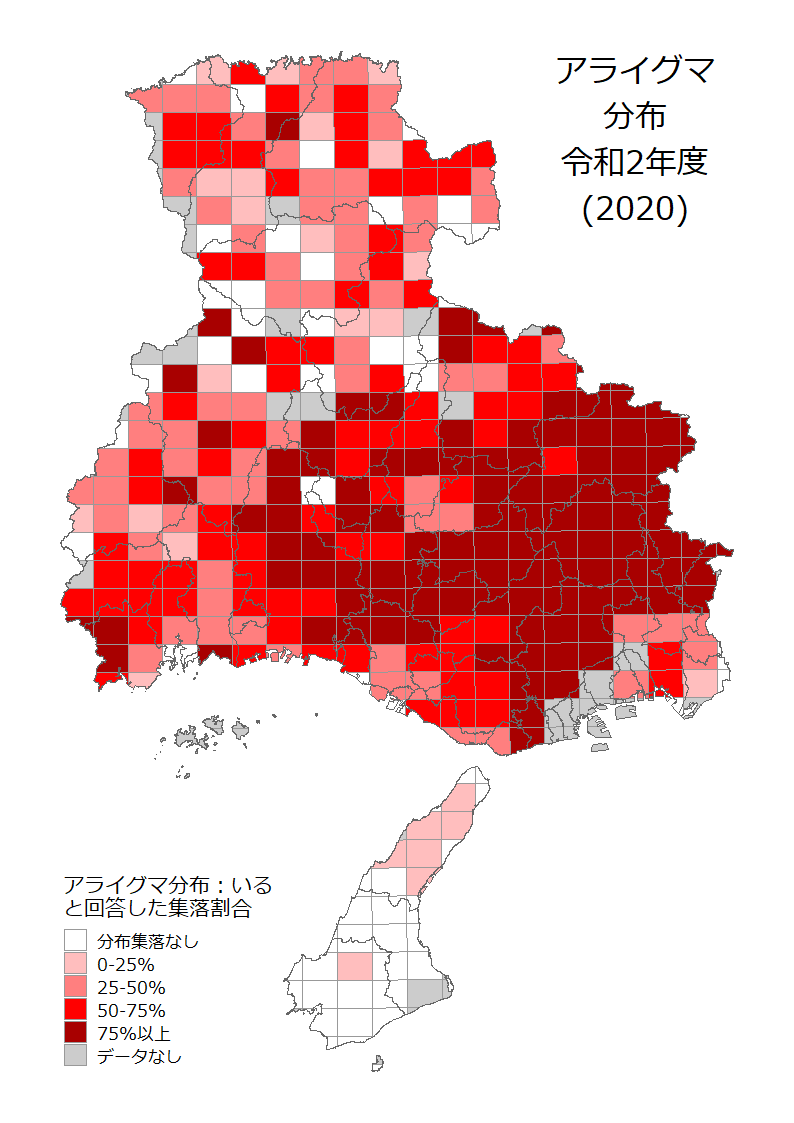 アライグマ
分布
令和2年度
(2020)
アライグマ分布：いる
と回答した集落割合
分布集落なし
0-25%
25-50%
50-75%
75%以上
データなし